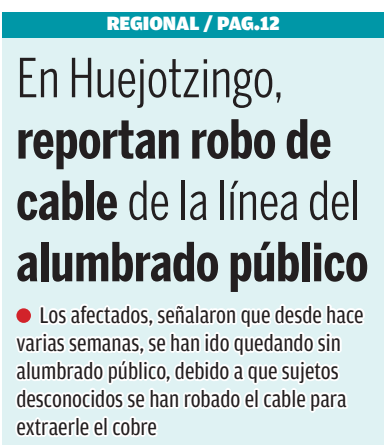 REGIONAL / PAG.12
En Huejotzingo,
reportan robo de
cable de la línea del
alumbrado público
● Los afectados, señalaron que desde hace
varias semanas, se han ido quedando sin
alumbrado público, debido a que sujetos
desconocidos se han robado el cable para
extraerle el cobre